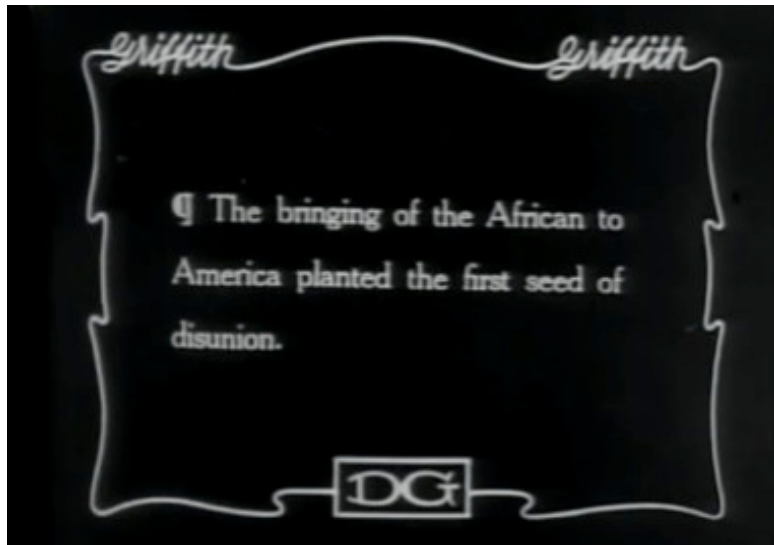 Griffith Griffith
¶ The bringing of the African to
America planted the first seed of
disunion.
DG